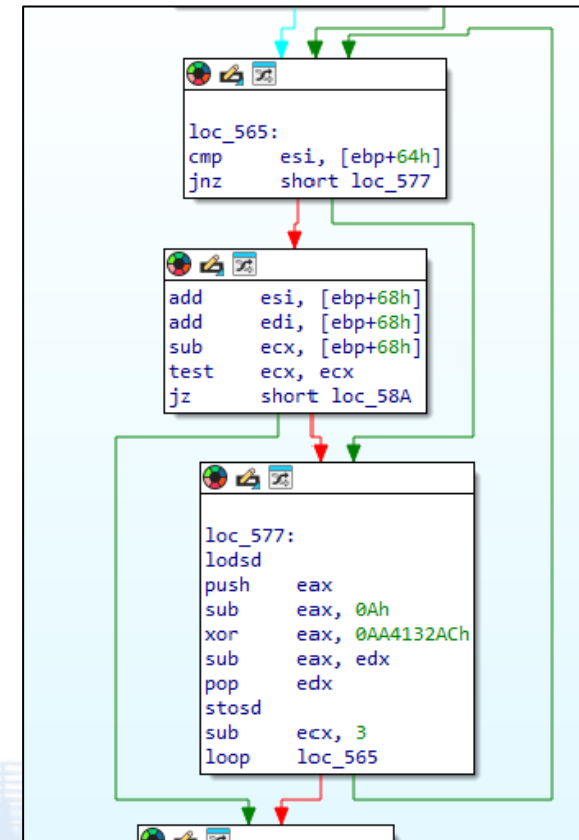 loc_565:
cmp esi, [ebp+64h]
jnz short loc_577
add esi, [ebp+68h]
add edi, [ebp+68h]
sub ecx, [ebp+68h]
test ecx, ecx
jz short loc_58A
loc_577:
lodsd
push eax
sub eax, 0Ah
xor eax, 0AA4132ACh
sub eax, edx
pop edx
stosd
sub ecx, 3
loop loc_565